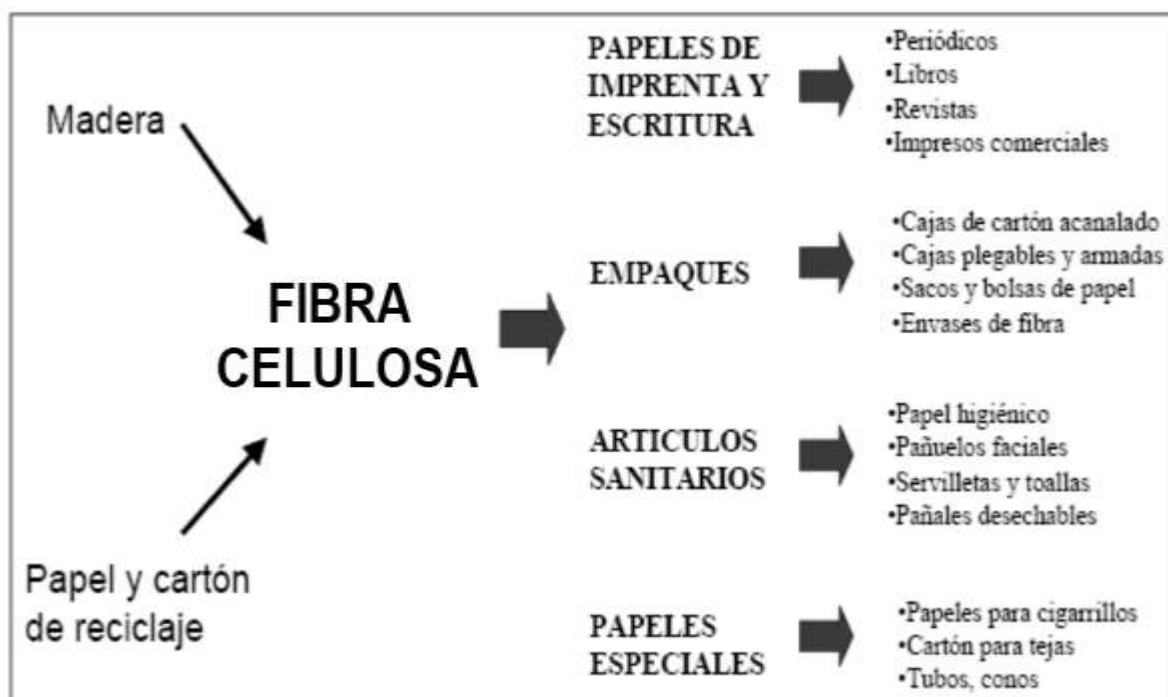 Madera
Papel y cartón
de reciclaje
FIBRA
CELULOSA
PAPELES DE
IMPRENTA Y
ESCRITURA
•Periódicos
•Libros
•Revistas
•Impresos comerciales
EMPAQUES
•Cajas de cartón acanalado
•Cajas plegables y armadas
•Sacos y bolsas de papel
•Envases de fibra
ARTICULOS
SANITARIOS
•Papel higiénico
•Pañuelos faciales
•Servilletas y toallas
•Pañales desechables
PAPELES
ESPECIALES
•Papeles para cigarrillos
•Cartón para tejas
•Tubos, conos